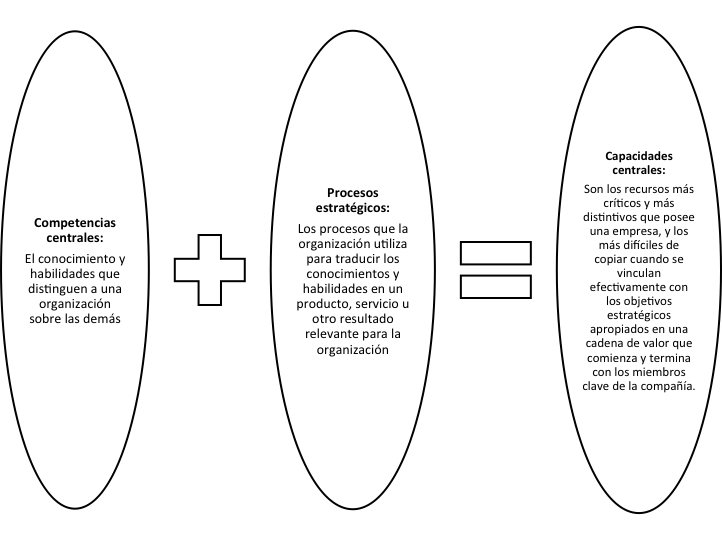 Competencias
centrales:
El conocimiento y
habilidades que
distinguen a una
organización
sobre las demás
Procesos
estratégicos:
Los procesos que la
organización utiliza
para traducir los
conocimientos y
habilidades en un
producto, servicio u
otro resultado
relevante para la
organización
Capacidades
centrales:
Son los recursos más
críticos y más
distintivos que posee
una empresa, y los
más difíciles de
copiar cuando se
vinculan
efectivamente con
los objetivos
estratégicos
apropiados en una
cadena de valor que
comienza y termina
con los miembros
clave de la compañía.